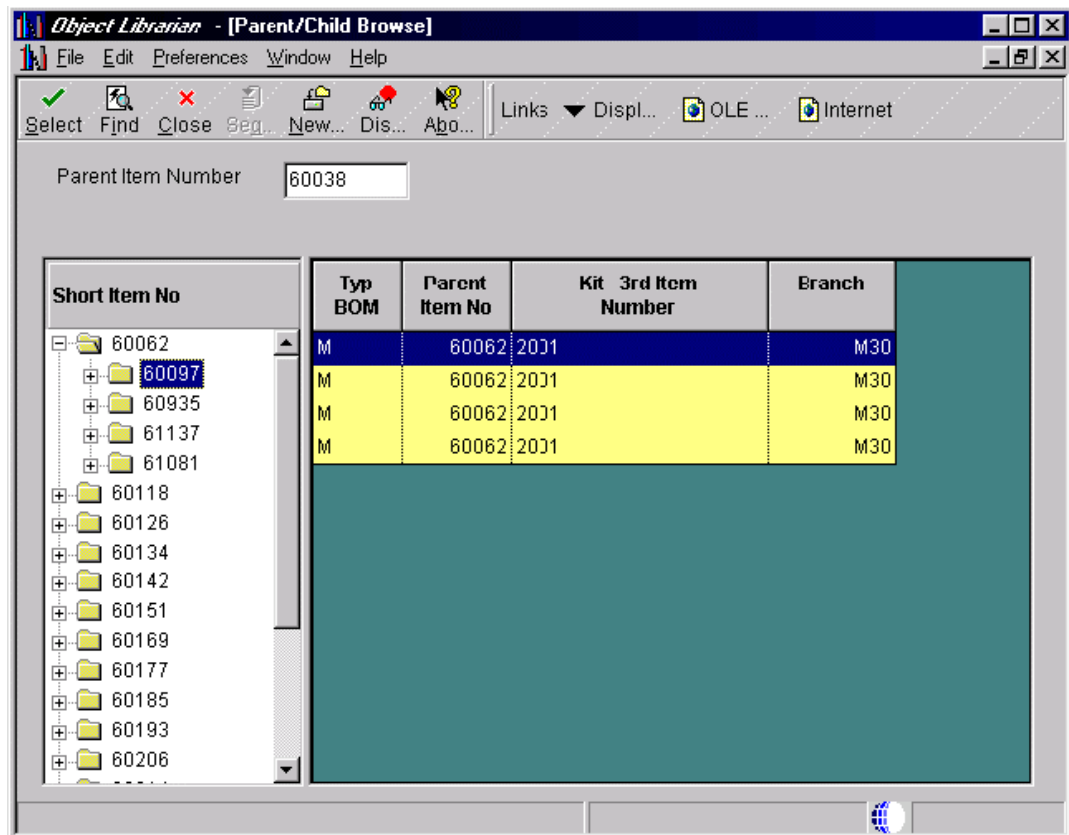 Object Librarian - [Parent/Child Browse]
File Edit Preferences Window Help
Select Find Close Seq... New... Dis... Abo... Links Displ... OLE ... Internet
Parent Item Number 60038
Short Item No
Typ BOM Parent Item No Kit 3rd Item Number Branch
60062
60097
60935
61137
61081
60118
60126
60134
60142
60151
60169
60177
60185
60193
60206
M 60062 2001 M30
M 60062 2001 M30
M 60062 2001 M30
M 60062 2001 M30